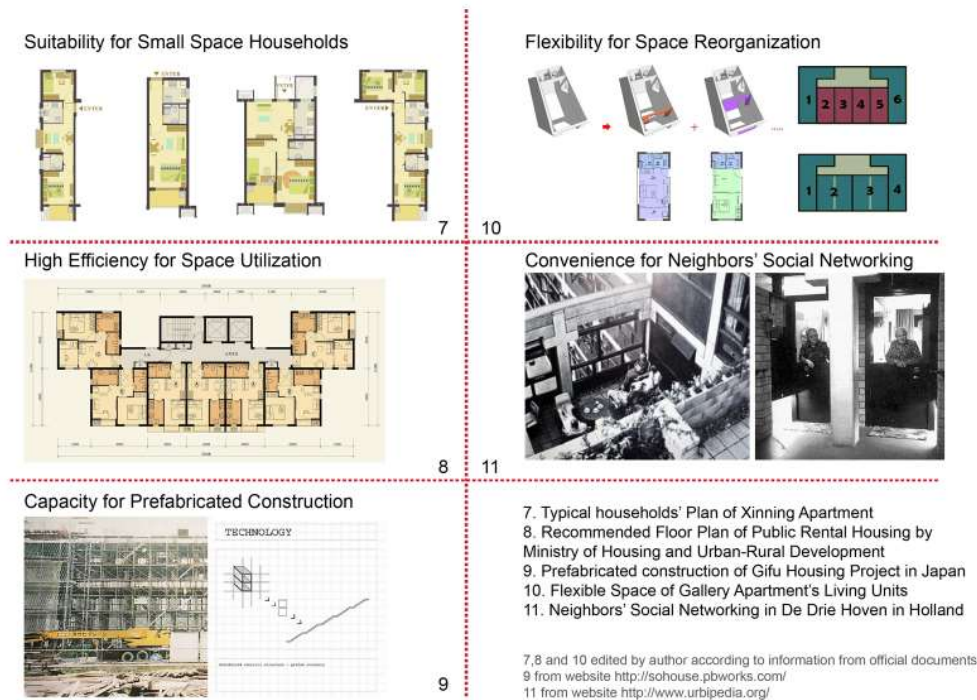 Suitability for Small Space Households
ENTER
ENTER
ENTER
ENTER
7
Flexibility for Space Reorganization
+
1
2
3
4
5
6
1
2
3
4
10
High Efficiency for Space Utilization
8
Convenience for Neighbors' Social Networking
11
Capacity for Prefabricated Construction
TECHNOLOGY
9
7. Typical households' Plan of Xinning Apartment
8. Recommended Floor Plan of Public Rental Housing by
Ministry of Housing and Urban-Rural Development
9. Prefabricated construction of Gifu Housing Project in Japan
10. Flexible Space of Gallery Apartment's Living Units
11. Neighbors' Social Networking in De Drie Hoven in Holland
7,8 and 10 edited by author according to information from official documents
9 from website http://sohouse.pbworks.com/
11 from website http://www.urbipedia.org/